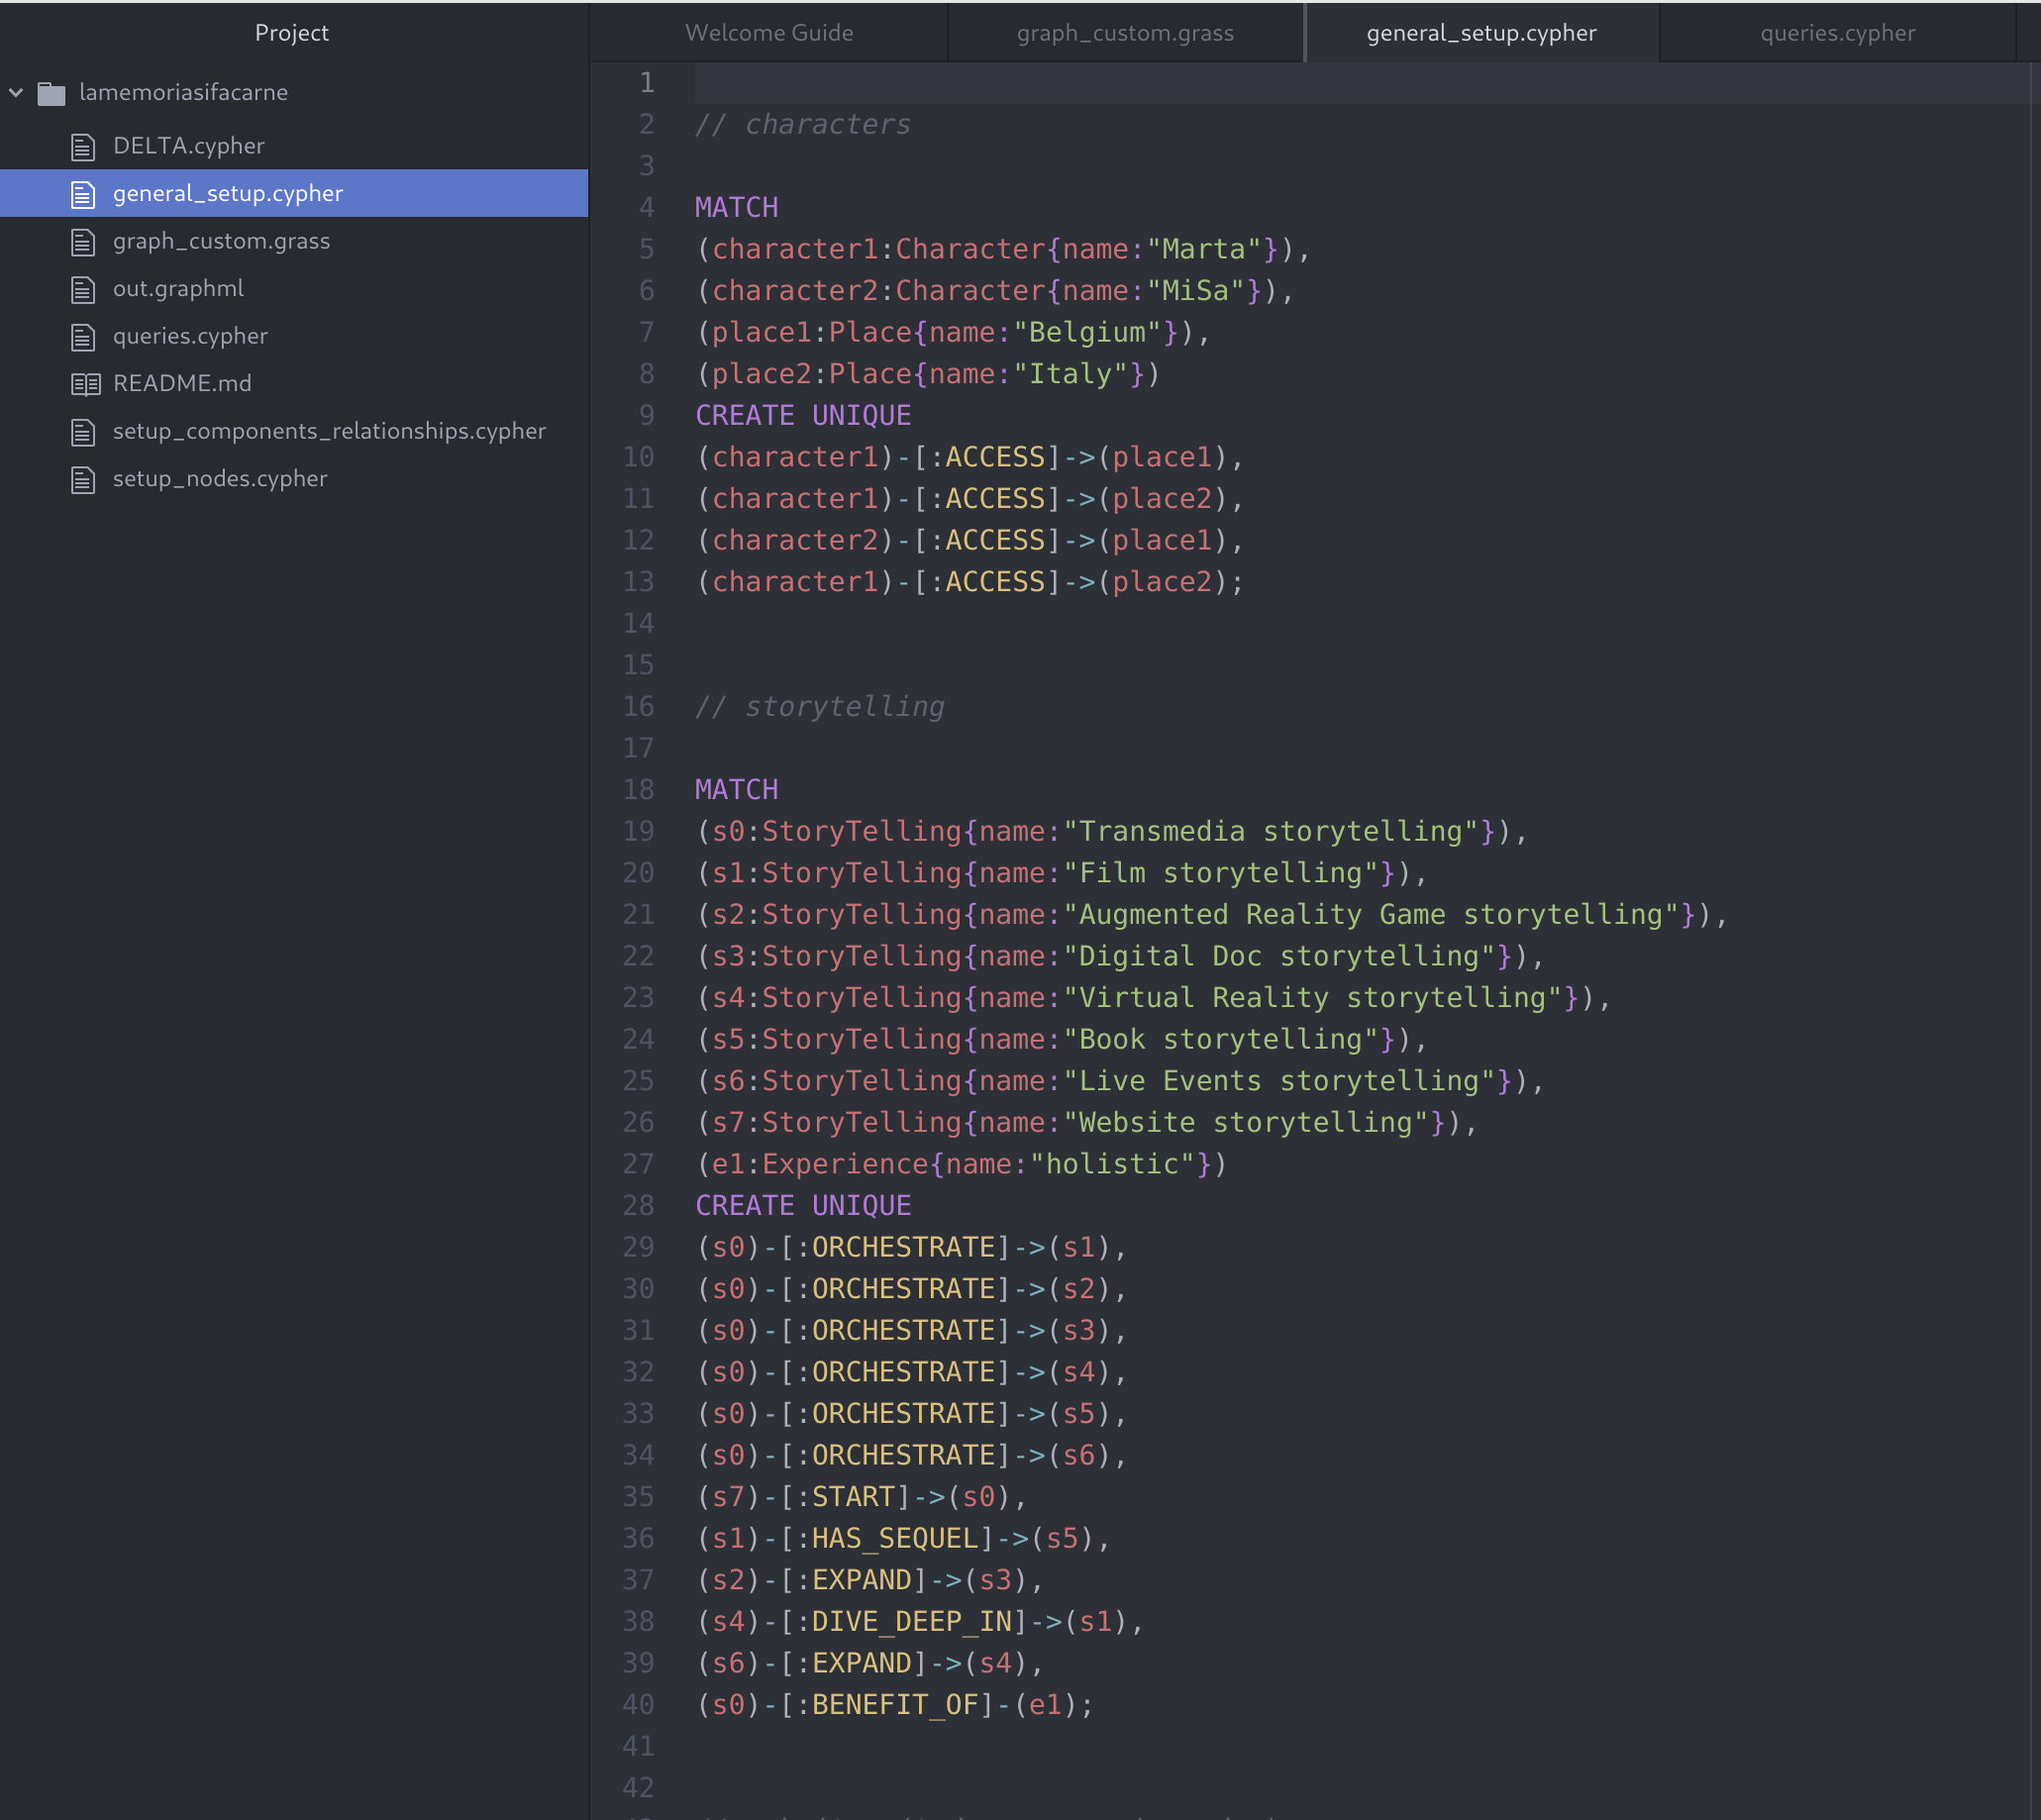 Project
Welcome Guide
graph_custom.grass
general_setup.cypher
queries.cypher
lamemoriasifacarne
DELTA.cypher
general_setup.cypher
graph_custom.grass
out.graphml
queries.cypher
README.md
setup_components_relationships.cypher
setup_nodes.cypher
1
2 // characters
3
4 MATCH
5 (character1:Character{name:"Marta"}),
6 (character2:Character{name:"MiSa"}),
7 (place1:Place{name:"Belgium"}),
8 (place2:Place{name:"Italy"})
9 CREATE UNIQUE
10 (character1)-[:ACCESS]->(place1),
11 (character1)-[:ACCESS]->(place2),
12 (character2)-[:ACCESS]->(place1),
13 (character1)-[:ACCESS]->(place2);
14
15
16 // storytelling
17
18 MATCH
19 (s0:StoryTelling{name:"Transmedia storytelling"}),
20 (s1:StoryTelling{name:"Film storytelling"}),
21 (s2:StoryTelling{name:"Augmented Reality Game storytelling"}),
22 (s3:StoryTelling{name:"Digital Doc storytelling"}),
23 (s4:StoryTelling{name:"Virtual Reality storytelling"}),
24 (s5:StoryTelling{name:"Book storytelling"}),
25 (s6:StoryTelling{name:"Live Events storytelling"}),
26 (s7:StoryTelling{name:"Website storytelling"}),
27 (e1:Experience{name:"holistic"})
28 CREATE UNIQUE
29 (s0)-[:ORCHESTRATE]->(s1),
30 (s0)-[:ORCHESTRATE]->(s2),
31 (s0)-[:ORCHESTRATE]->(s3),
32 (s0)-[:ORCHESTRATE]->(s4),
33 (s0)-[:ORCHESTRATE]->(s5),
34 (s0)-[:ORCHESTRATE]->(s6),
35 (s7)-[:START]->(s0),
36 (s1)-[:HAS_SEQUEL]->(s5),
37 (s2)-[:EXPAND]->(s3),
38 (s4)-[:DIVE_DEEP_IN]->(s1),
39 (s6)-[:EXPAND]->(s4),
40 (s0)-[:BENEFIT_OF]-(e1);
41
42